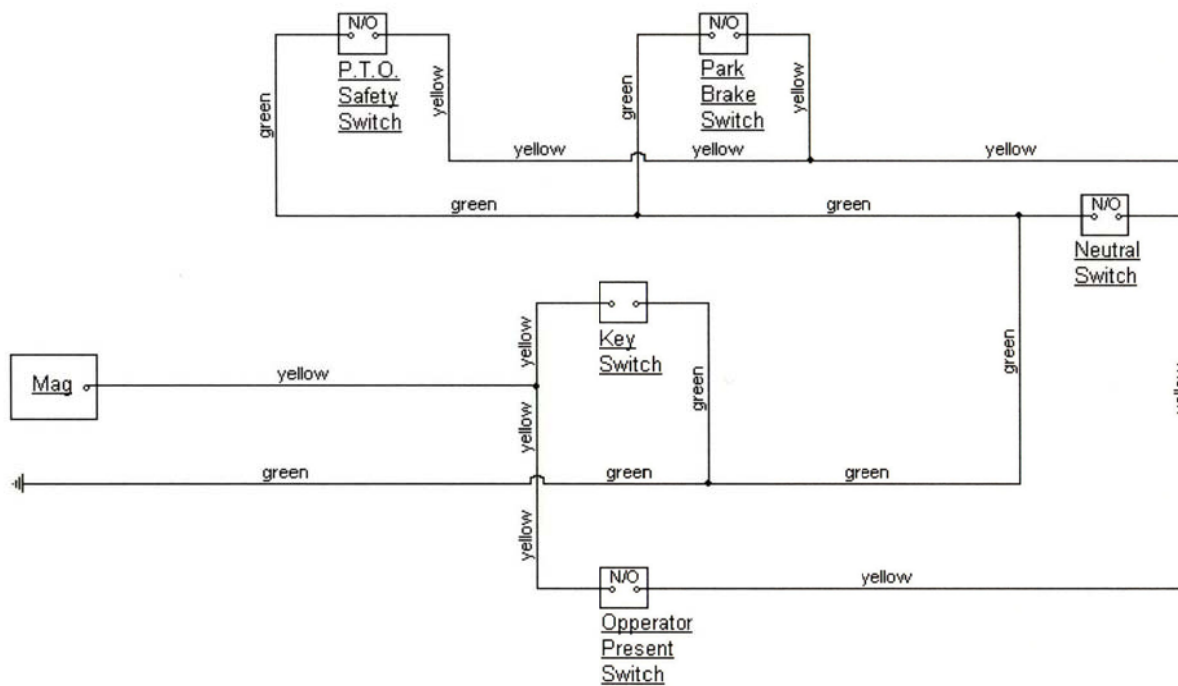 N/O
P.T.O.
Safety
Switch
green
yellow
N/O
Park
Brake
Switch
green
yellow
yellow
yellow
yellow
green
green
N/O
Neutral
Switch
Key
Switch
yellow
green
green
Mag
yellow
yellow
yellow
green
green
green
yellow
N/O
yellow
Opperator
Present
Switch